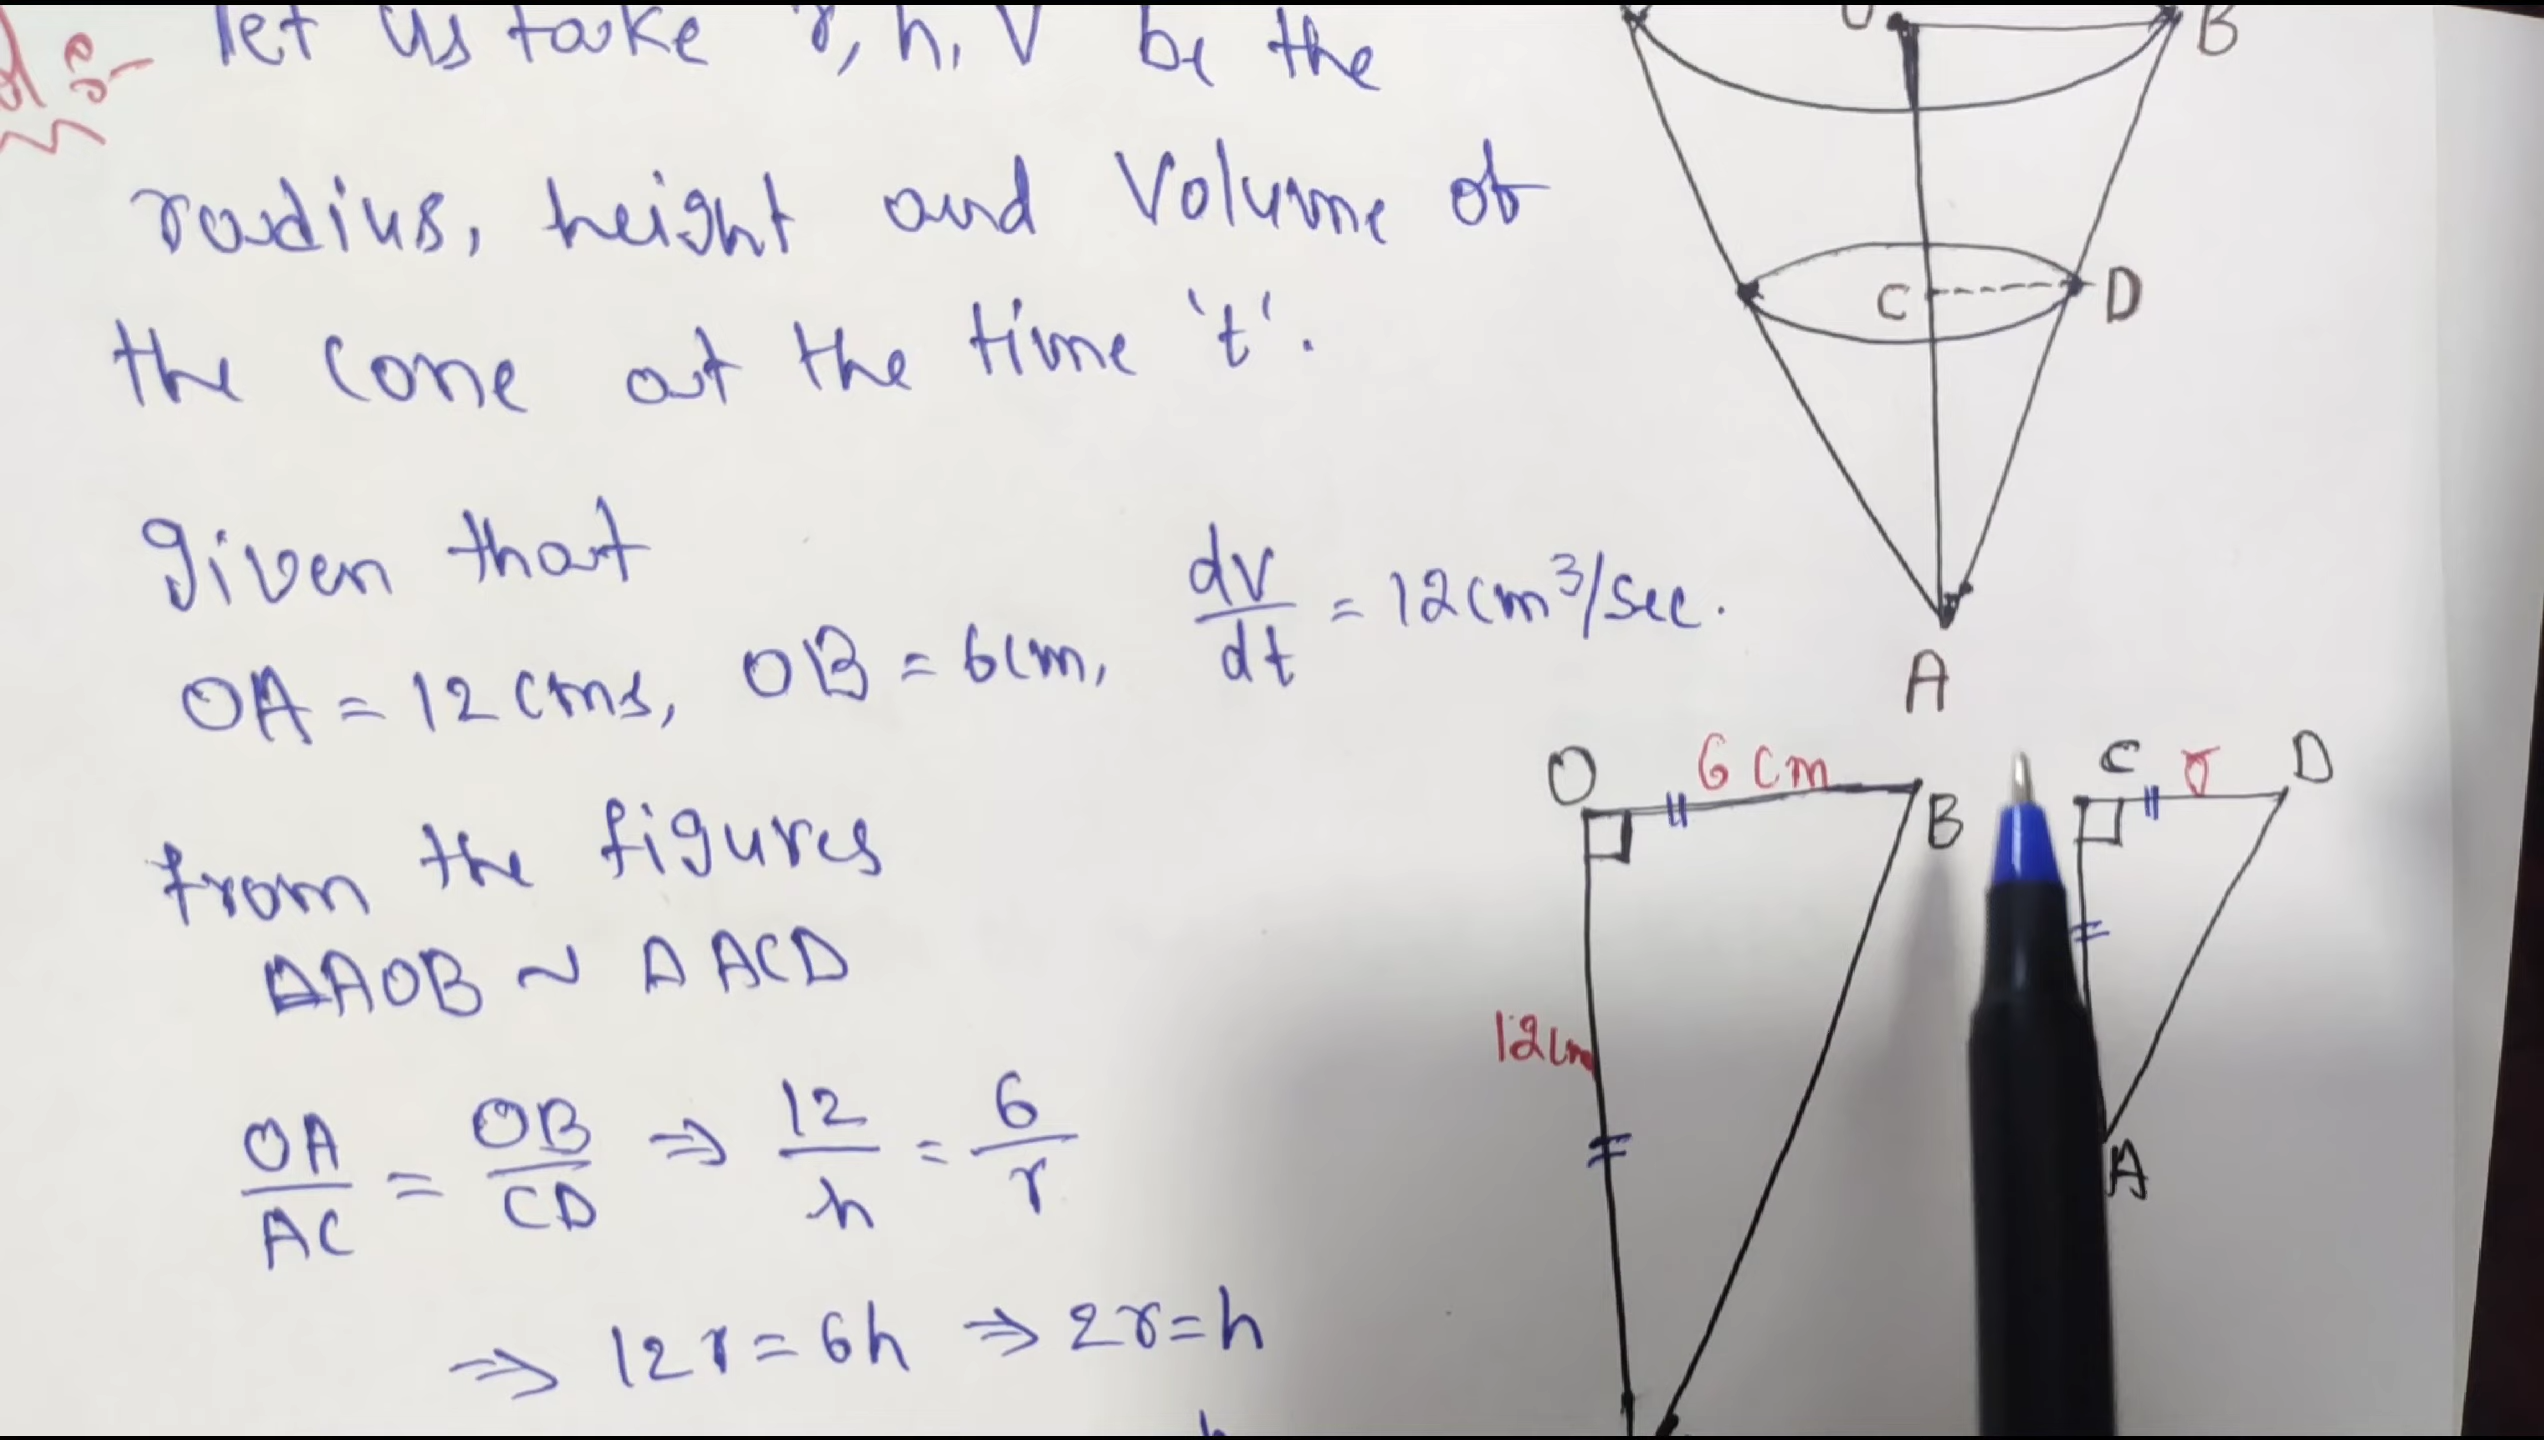 let us take r, h, V be the
radius, height and Volume of
the cone at the time 't'.
given that
OA = 12 cms, OB = 6cm, dv/dt = 12cm³/sec.
from the figures
ΔAOB ~ ΔACD
OA/AC = OB/CD ⇒ 12/h = 6/r
⇒ 12r = 6h ⇒ 2r = h
O B
C D
A
O 6 cm B
12cm
C r D
A